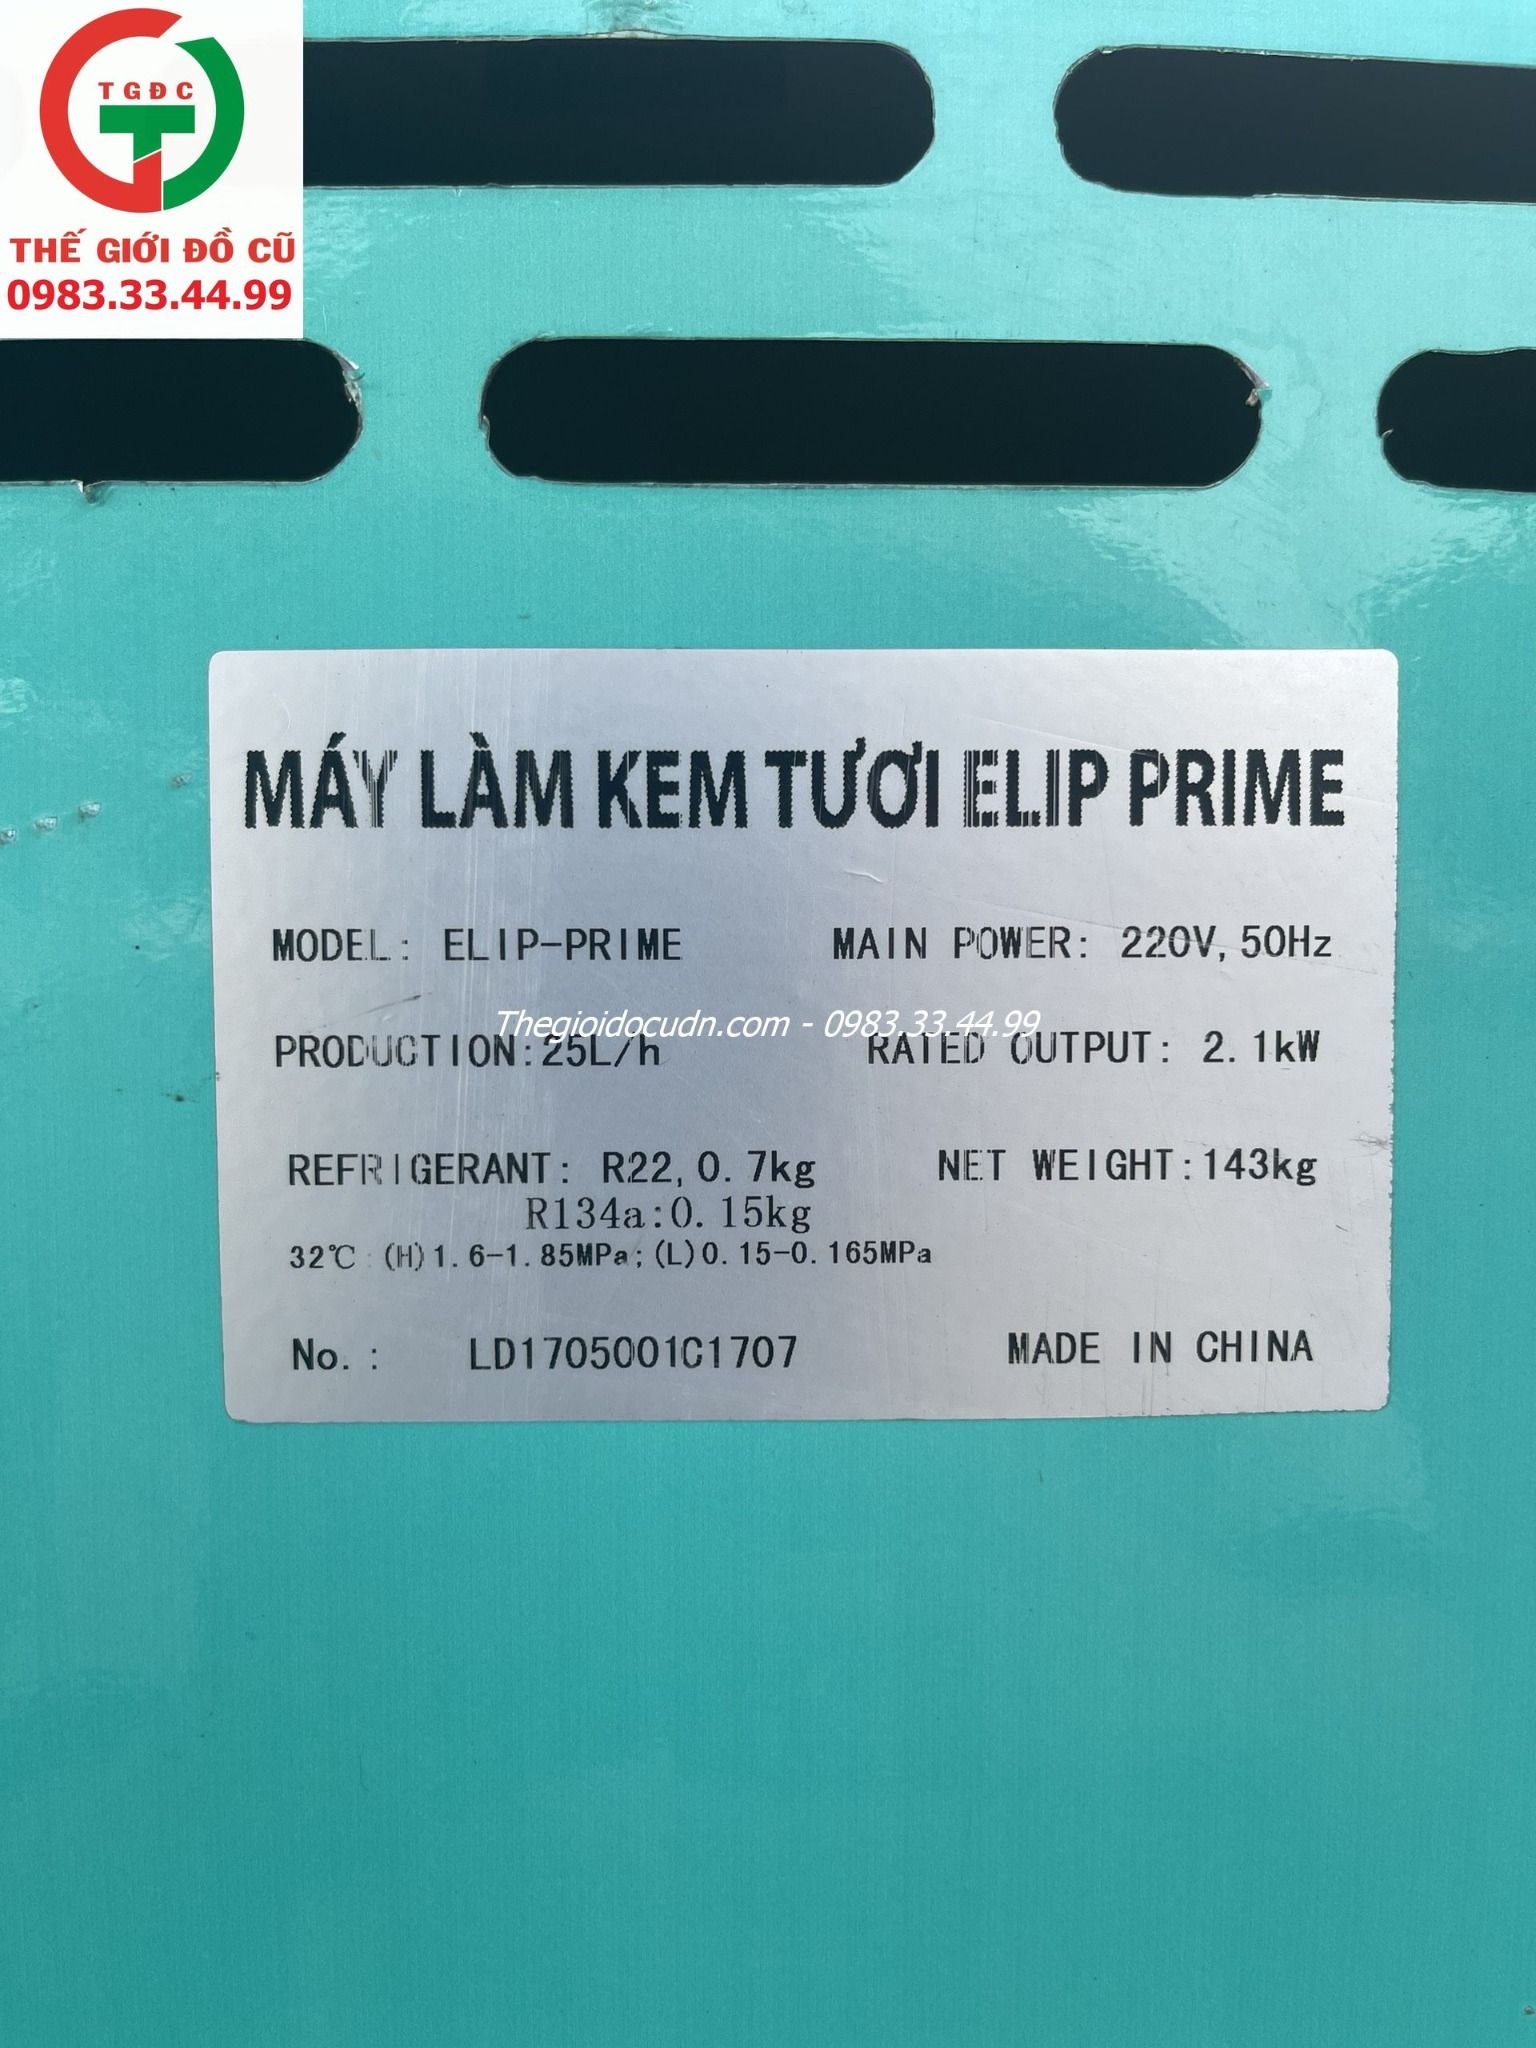 TGĐC
THẾ GIỚI ĐỒ CŨ
0983.33.44.99
MÁY LÀM KEM TƯƠI ELIP PRIME
MODEL: ELIP-PRIME MAIN POWER: 220V, 50Hz
Thegioidocudn.com - 0983.33.44.99
PRODUCTION:25L/h RATED OUTPUT: 2.1kW
REFRIGERANT: R22, 0.7kg NET WEIGHT:143kg
R134a:0.15kg
32℃ (H)1.6-1.85MPa;(L)0.15-0.165MPa
No.: LD1705001C1707 MADE IN CHINA